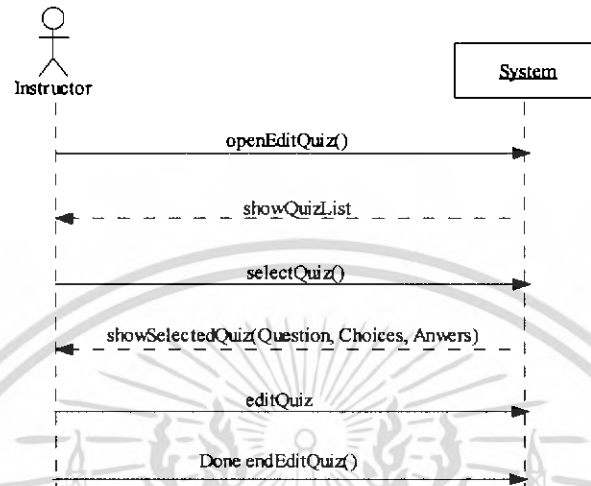 Instructor
System
openEditQuiz()
showQuizList
selectQuiz()
showSelectedQuiz(Question, Choices, Anwers)
editQuiz
Done endEditQuiz()